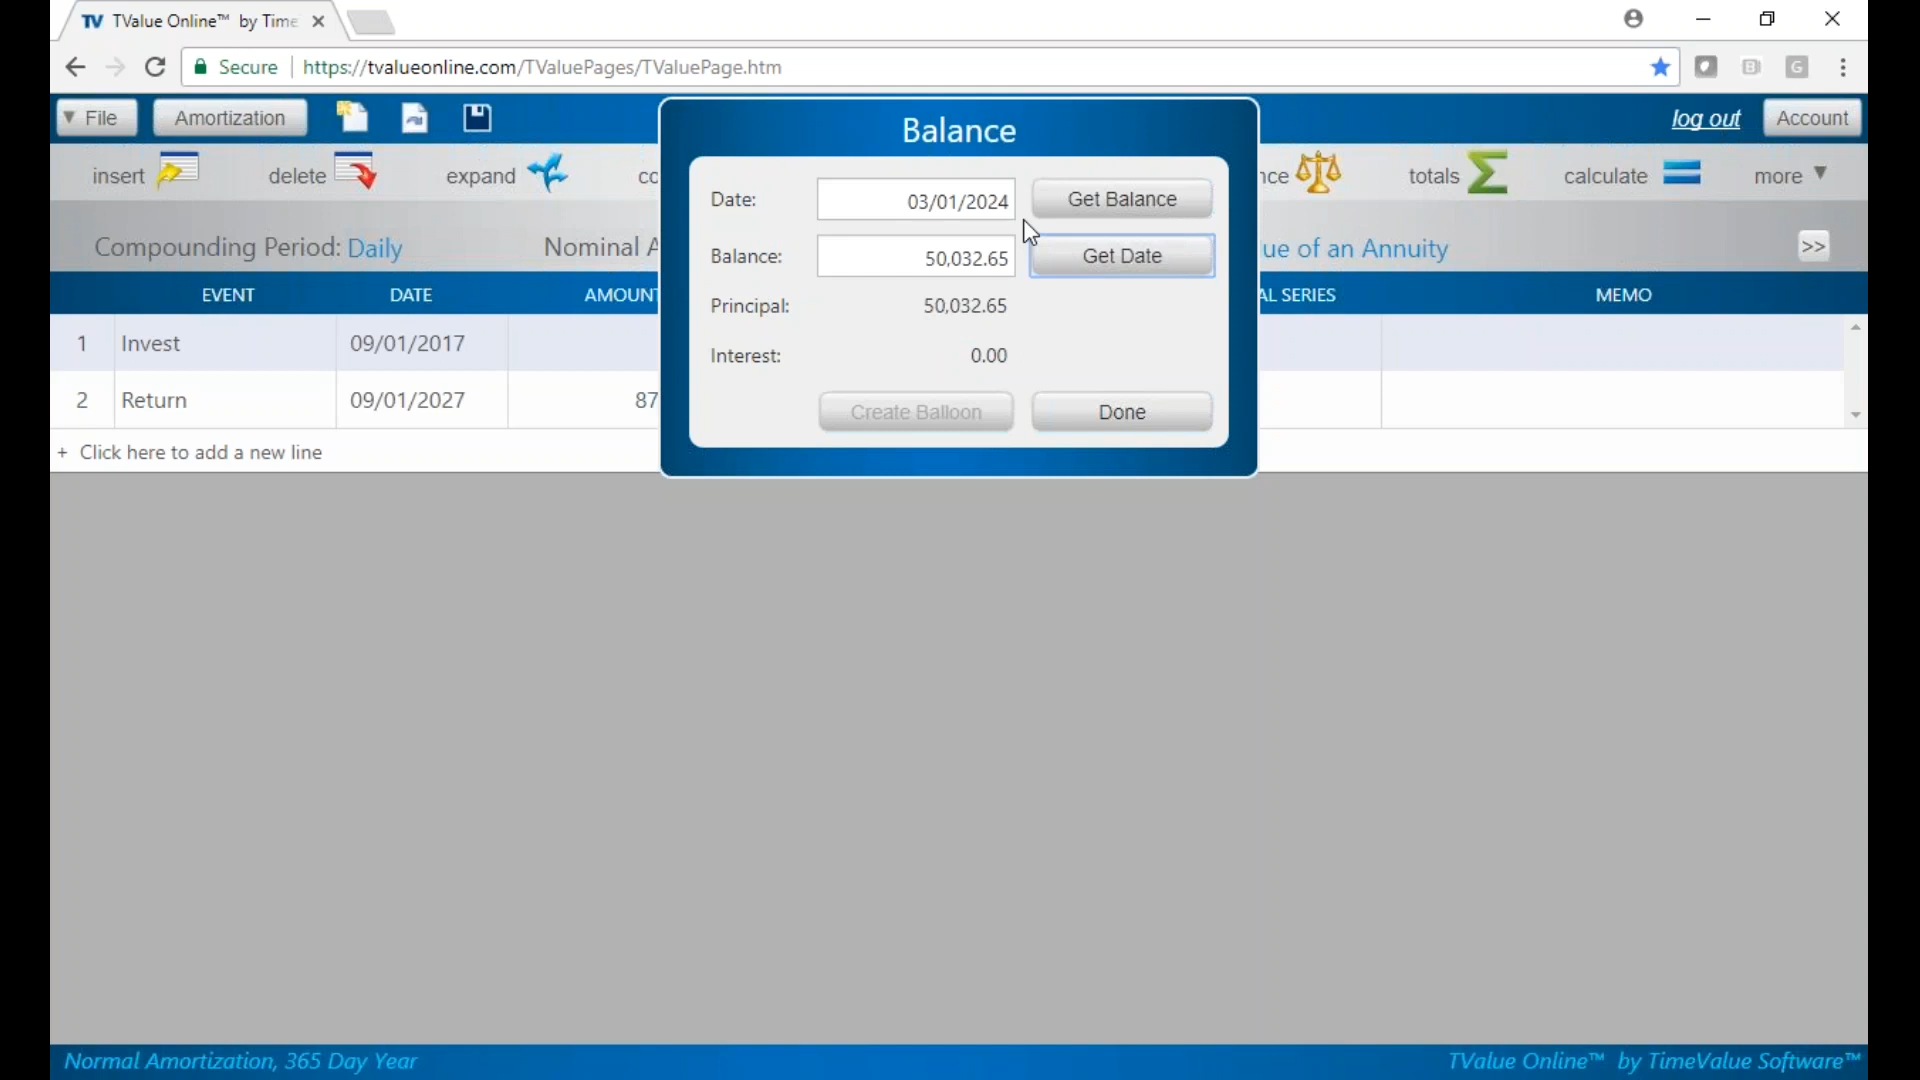 TV TValue Online™ by Time
Secure https://tvalueonline.com/TValuePages/TValuePage.htm
File Amortization log out Account
insert delete expand co nce totals calculate more
Compounding Period: Daily Nominal A ue of an Annuity >>
EVENT DATE AMOUNT AL SERIES MEMO
1 Invest 09/01/2017
2 Return 09/01/2027 87
+ Click here to add a new line
Balance
Date: 03/01/2024 Get Balance
Balance: 50,032.65 Get Date
Principal: 50,032.65
Interest: 0.00
Create Balloon Done
Normal Amortization, 365 Day Year TValue Online™ by TimeValue Software™